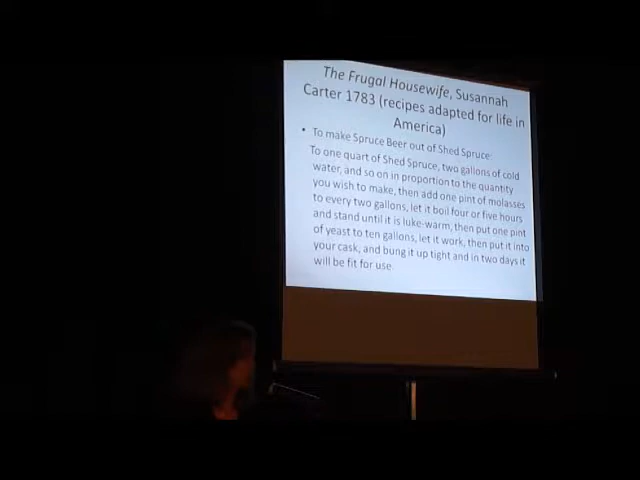 The Frugal Housewife, Susannah
Carter 1783 (recipes adapted for life in
America)
• To make Spruce Beer out of Shed Spruce:
To one quart of Shed Spruce, two gallons of cold
water, and so on in proportion to the quantity
you wish to make, then add one pint of molasses
to every two gallons, let it boil four or five hours
and stand until it is luke-warm, then put one pint
of yeast to ten gallons, let it work, then put it into
your cask, and bung it up tight and in two days it
will be fit for use.